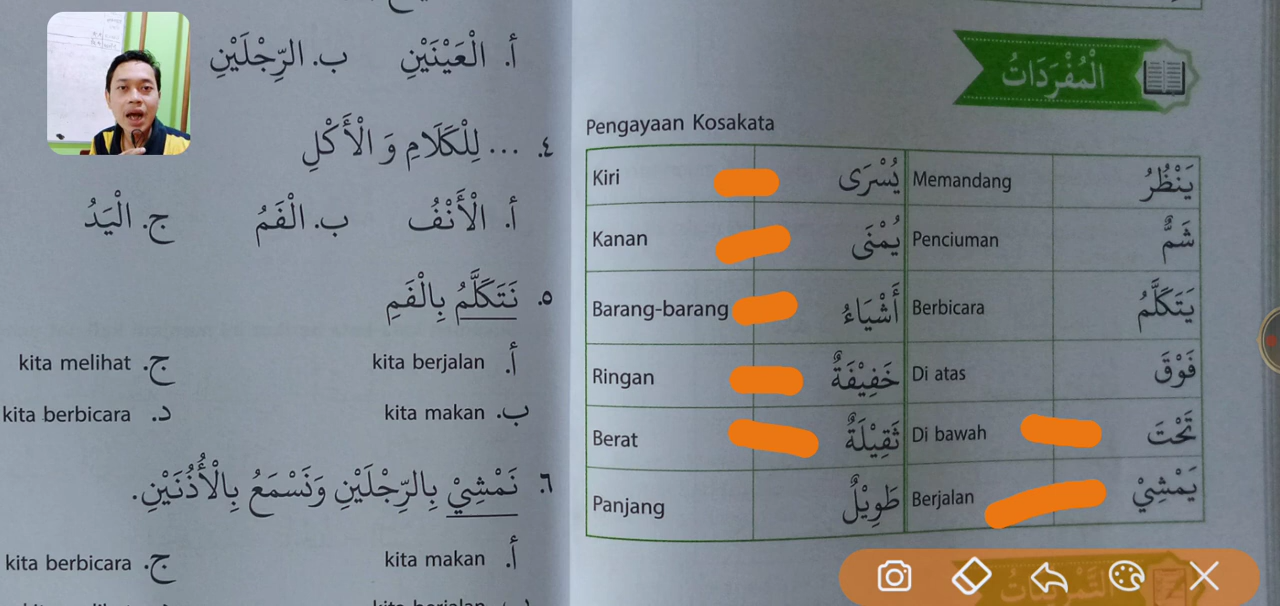 أ. الْعَيْنَيْنِ ب. الرِّجْلَيْنِ
٤. ... لِلْكَلَامِ وَ الْأَكْلِ
أ. الْأَنْفُ ب. الْفَمُ ج. الْيَدُ
٥. نَتَكَلَّمُ بِالْفَمِ
أ. kita berjalan ج. kita melihat
ب. kita makan د. kita berbicara
٦. نَمْشِيْ بِالرِّجْلَيْنِ وَنَسْمَعُ بِالْأُذُنَيْنِ.
أ. kita makan ج. kita berbicara
الْمُفْرَدَاتُ
Pengayaan Kosakata
Kiri يُسْرَى Memandang يَنْظُرُ
Kanan يُمْنَى Penciuman شَمٌّ
Barang-barang أَشْيَاءُ Berbicara يَتَكَلَّمُ
Ringan خَفِيْفَةٌ Di atas فَوْقَ
Berat ثَقِيْلَةٌ Di bawah تَحْتَ
Panjang طَوِيْلٌ Berjalan يَمْشِيْ
التَّمْرِيْنَاتُ